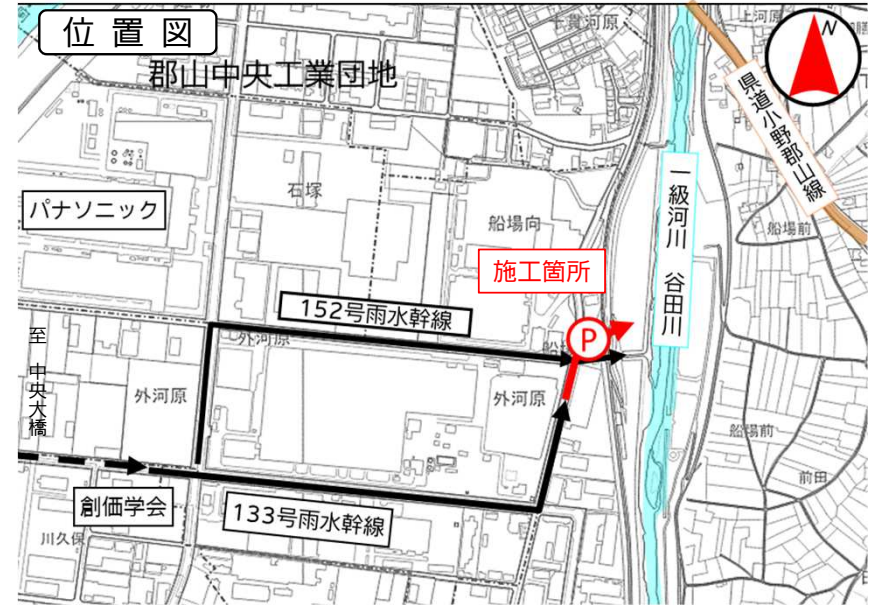 位置図
上河原
N
郡山中央工業団地
県道小野郡山線
石塚
一級河川 谷田川
パナソニック
船場向
船場前
施工箇所
152号雨水幹線
外河原
P
至 中央大橋
外河原
外河原
船場前
前田
創価学会
133号雨水幹線
川久保